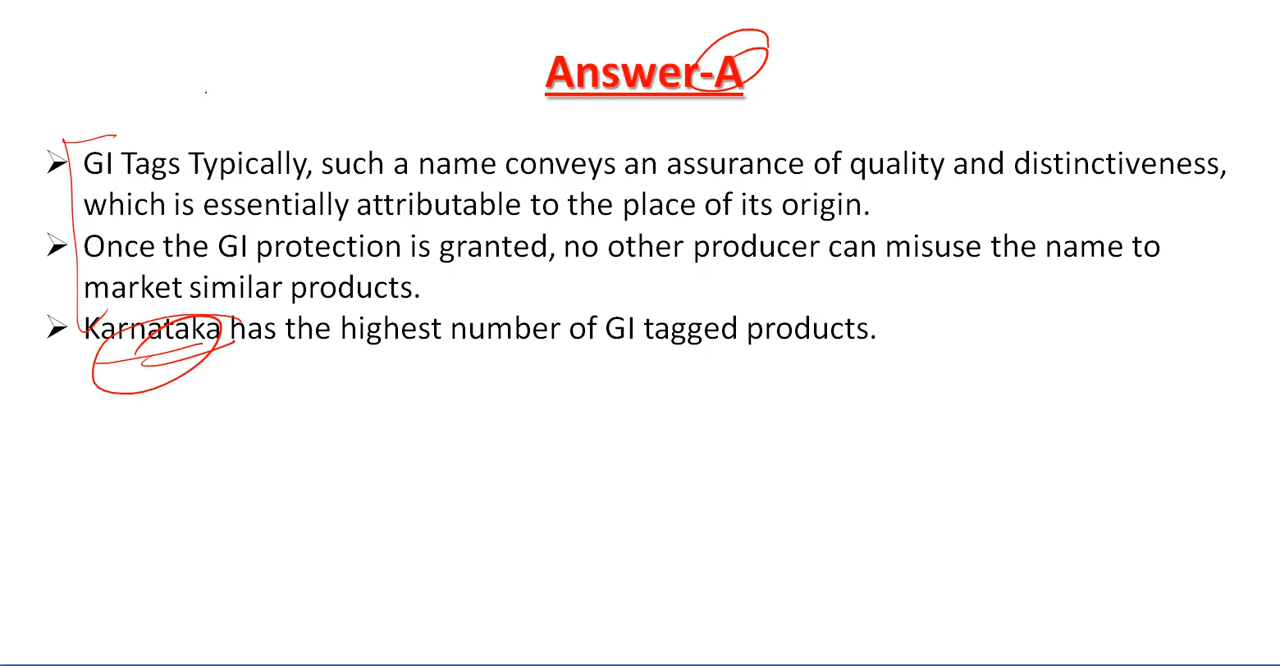 Answer-A
➢ GI Tags Typically, such a name conveys an assurance of quality and distinctiveness,
which is essentially attributable to the place of its origin.
➢ Once the GI protection is granted, no other producer can misuse the name to
market similar products.
➢ Karnataka has the highest number of GI tagged products.